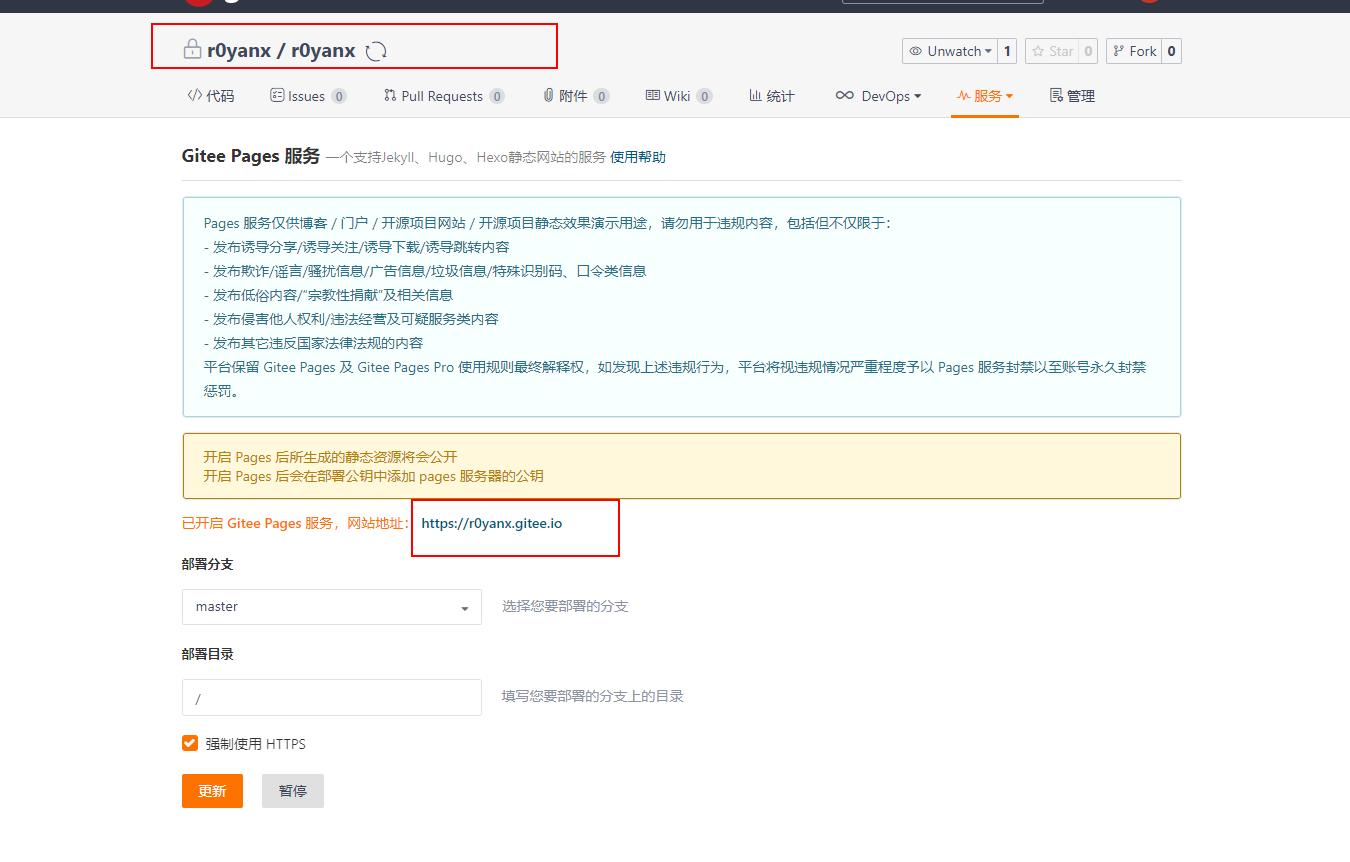 r0yanx / r0yanx
Unwatch 1 Star 0 Fork 0
代码 Issues 0 Pull Requests 0 附件 0 Wiki 0 统计 DevOps 服务 管理
Gitee Pages 服务 —个支持Jekyll、Hugo、Hexo静态网站的服务 使用帮助
Pages 服务仅供博客 / 门户 / 开源项目网站 / 开源项目静态效果演示用途，请勿用于违规内容，包括但不仅限于：
- 发布诱导分享/诱导关注/诱导下载/诱导跳转内容
- 发布欺诈/谣言/骚扰信息/广告信息/垃圾信息/特殊识别码、口令类信息
- 发布低俗内容/“宗教性捐献”及相关信息
- 发布侵害他人权利/违法经营及可疑服务类内容
- 发布其它违反国家法律法规的内容
平台保留 Gitee Pages 及 Gitee Pages Pro 使用规则最终解释权，如发现上述违规行为，平台将视违规情况严重程度予以 Pages 服务封禁以至账号永久封禁
惩罚。
开启 Pages 后所生成的静态资源将会公开
开启 Pages 后会在部署公钥中添加 pages 服务器的公钥
已开启 Gitee Pages 服务，网站地址： https://r0yanx.gitee.io
部署分支
master 选择您要部署的分支
部署目录
/ 填写您要部署的分支上的目录
强制使用 HTTPS
更新 暂停